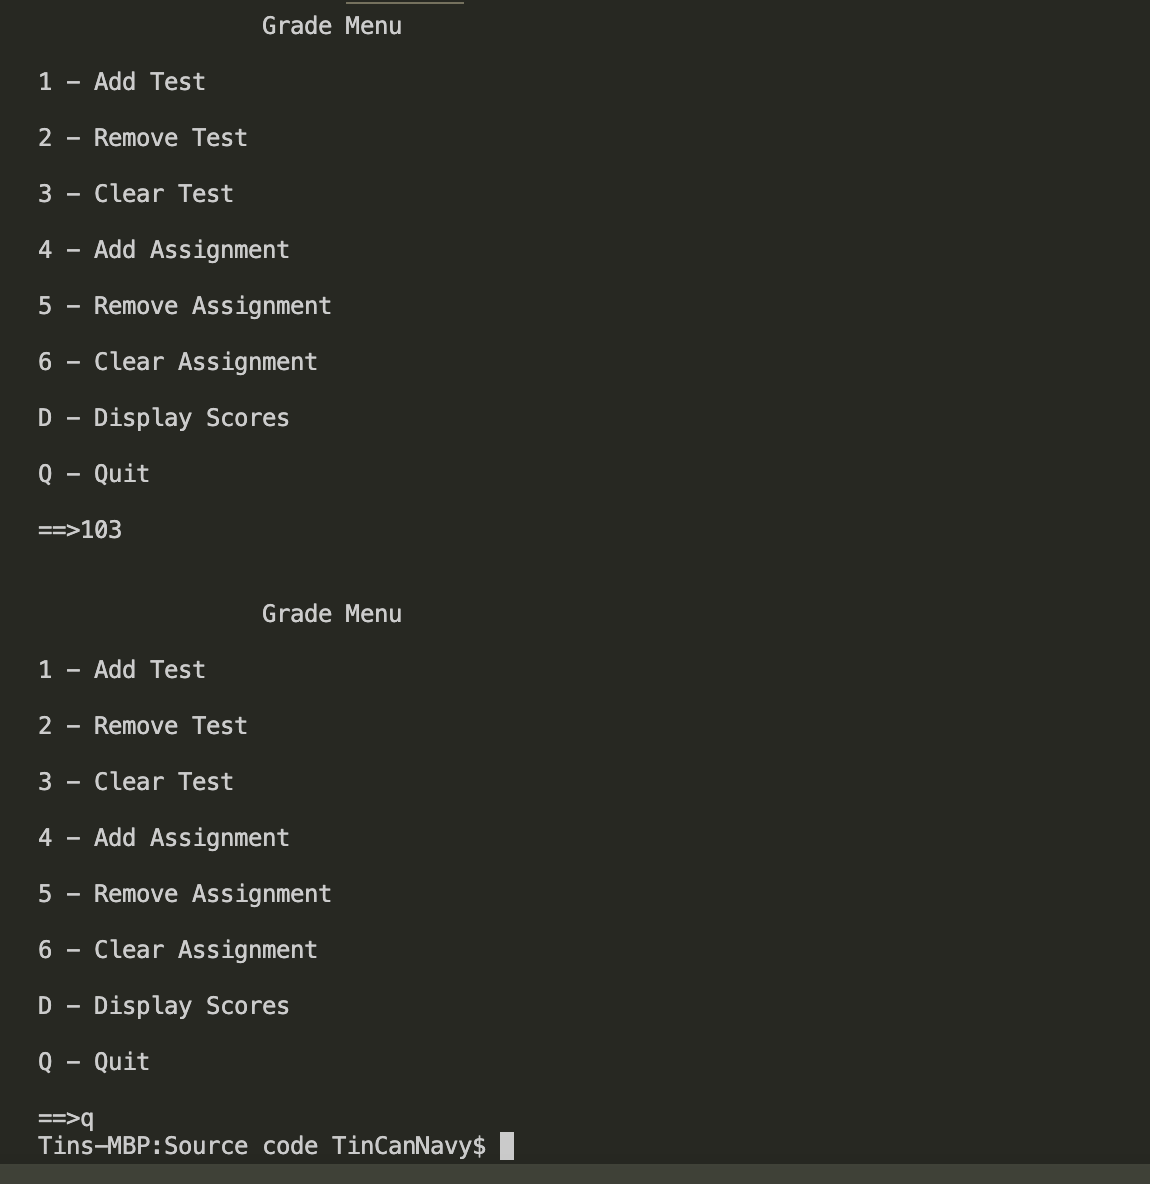 Grade Menu
1 - Add Test
2 - Remove Test
3 - Clear Test
4 - Add Assignment
5 - Remove Assignment
6 - Clear Assignment
D - Display Scores
Q - Quit
==>103
Grade Menu
1 - Add Test
2 - Remove Test
3 - Clear Test
4 - Add Assignment
5 - Remove Assignment
6 - Clear Assignment
D - Display Scores
Q - Quit
==>q
Tins-MBP:Source code TinCanNavy$